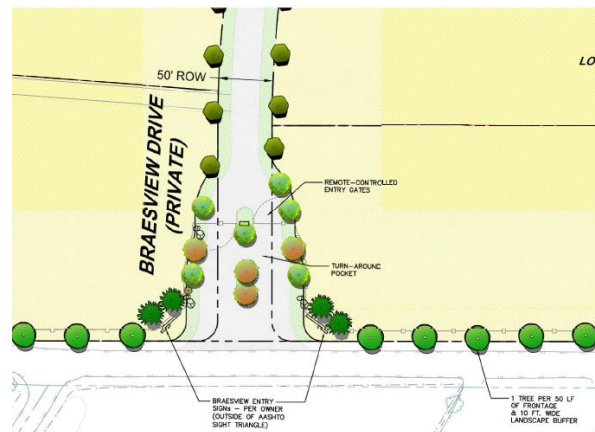 LO
50' ROW
BRAESVIEW DRIVE
(PRIVATE)
REMOTE-CONTROLLED
ENTRY GATES
TURN-AROUND
POCKET
BRAESVIEW ENTRY
SIGNs - PER OWNER
(OUTSIDE OF AASHTO
SIGHT TRIANGLE)
1 TREE PER 50 LF
OF FRONTAGE
& 10 FT. WIDE
LANDSCAPE BUFFER